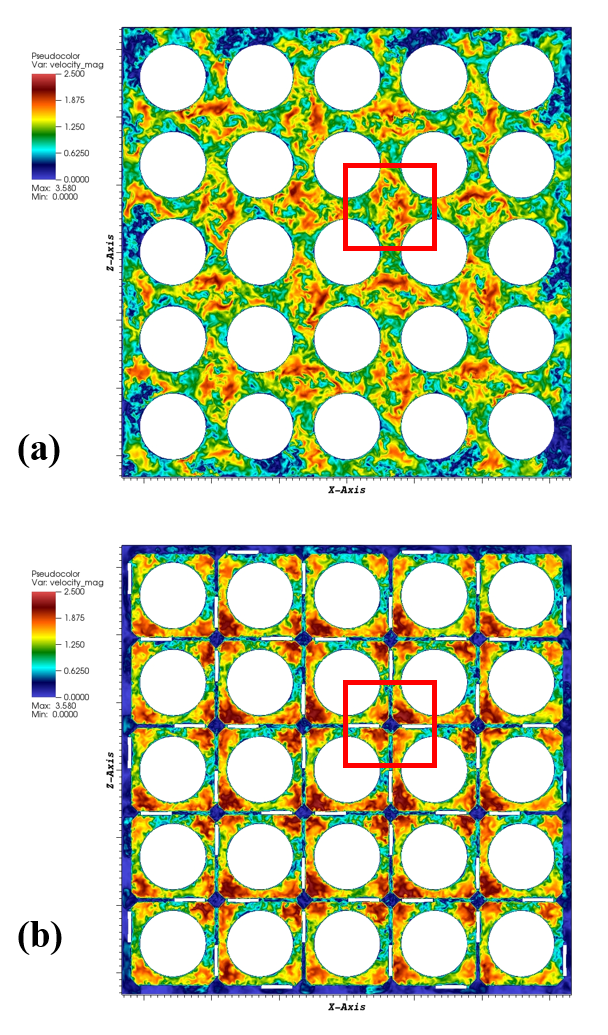 Pseudocolor
Var: velocity_mag
2.500
1.875
1.250
0.6250
0.0000
Max: 3.580
Min: 0.0000
Z-Axis
(a)
X-Axis
Pseudocolor
Var: velocity_mag
2.500
1.875
1.250
0.6250
0.0000
Max: 3.580
Min: 0.0000
Z-Axis
(b)
X-Axis